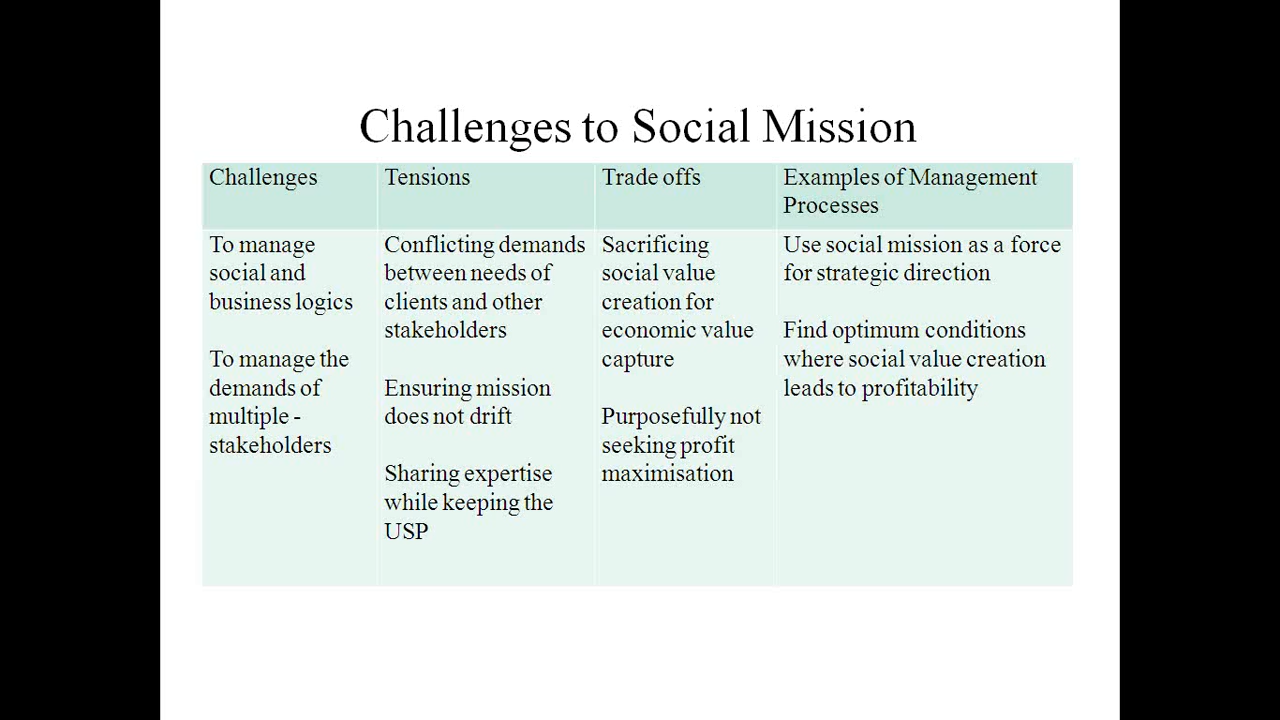 Challenges to Social Mission
Challenges
Tensions
Trade offs
Examples of Management
Processes
To manage
social and
business logics
To manage the
demands of
multiple -
stakeholders
Conflicting demands
between needs of
clients and other
stakeholders
Ensuring mission
does not drift
Sharing expertise
while keeping the
USP
Sacrificing
social value
creation for
economic value
capture
Purposefully not
seeking profit
maximisation
Use social mission as a force
for strategic direction
Find optimum conditions
where social value creation
leads to profitability